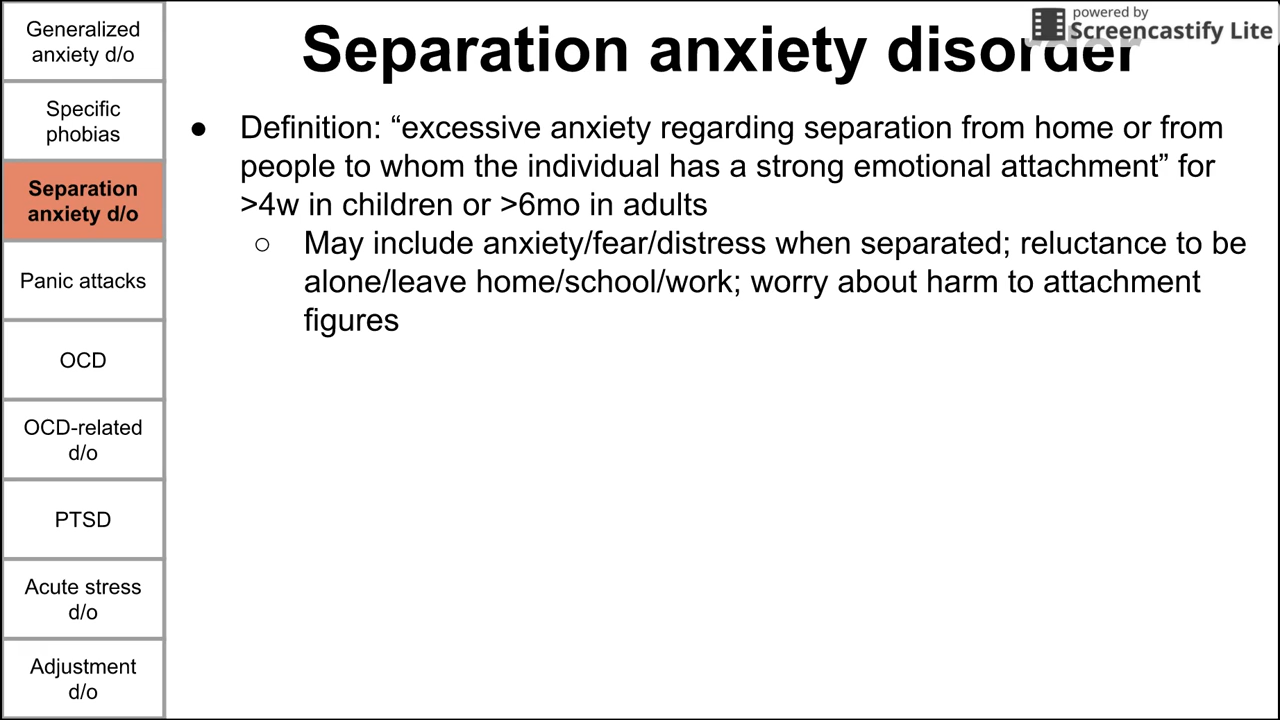 Generalized
anxiety d/o
Specific
phobias
Separation
anxiety d/o
Panic attacks
OCD
OCD-related
d/o
PTSD
Acute stress
d/o
Adjustment
d/o
Separation anxiety disorder
powered by
Screencastify Lite
● Definition: “excessive anxiety regarding separation from home or from
people to whom the individual has a strong emotional attachment” for
>4w in children or >6mo in adults
○ May include anxiety/fear/distress when separated; reluctance to be
alone/leave home/school/work; worry about harm to attachment
figures